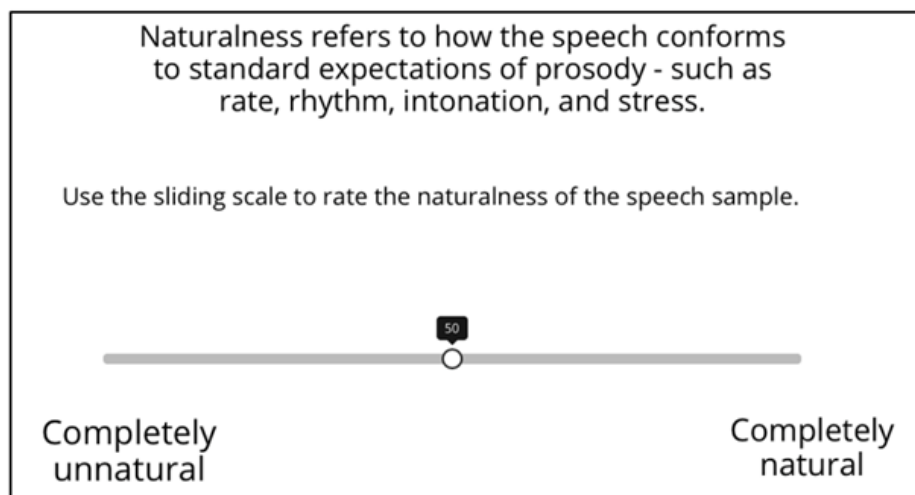 Naturalness refers to how the speech conforms
to standard expectations of prosody - such as
rate, rhythm, intonation, and stress.
Use the sliding scale to rate the naturalness of the speech sample.
50
Completely
unnatural
Completely
natural